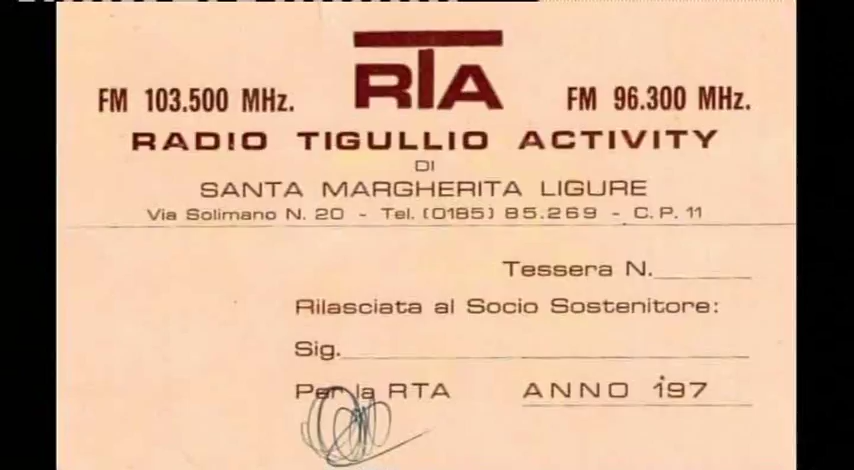 RTA
FM 103.500 MHz. FM 96.300 MHz.
RADIO TIGULLIO ACTIVITY
DI
SANTA MARGHERITA LIGURE
Via Solimano N. 20 - Tel. (0185) 85.269 - C. P. 11
Tessera N.
Rilasciata al Socio Sostenitore:
Sig.
Per la RTA ANNO 197